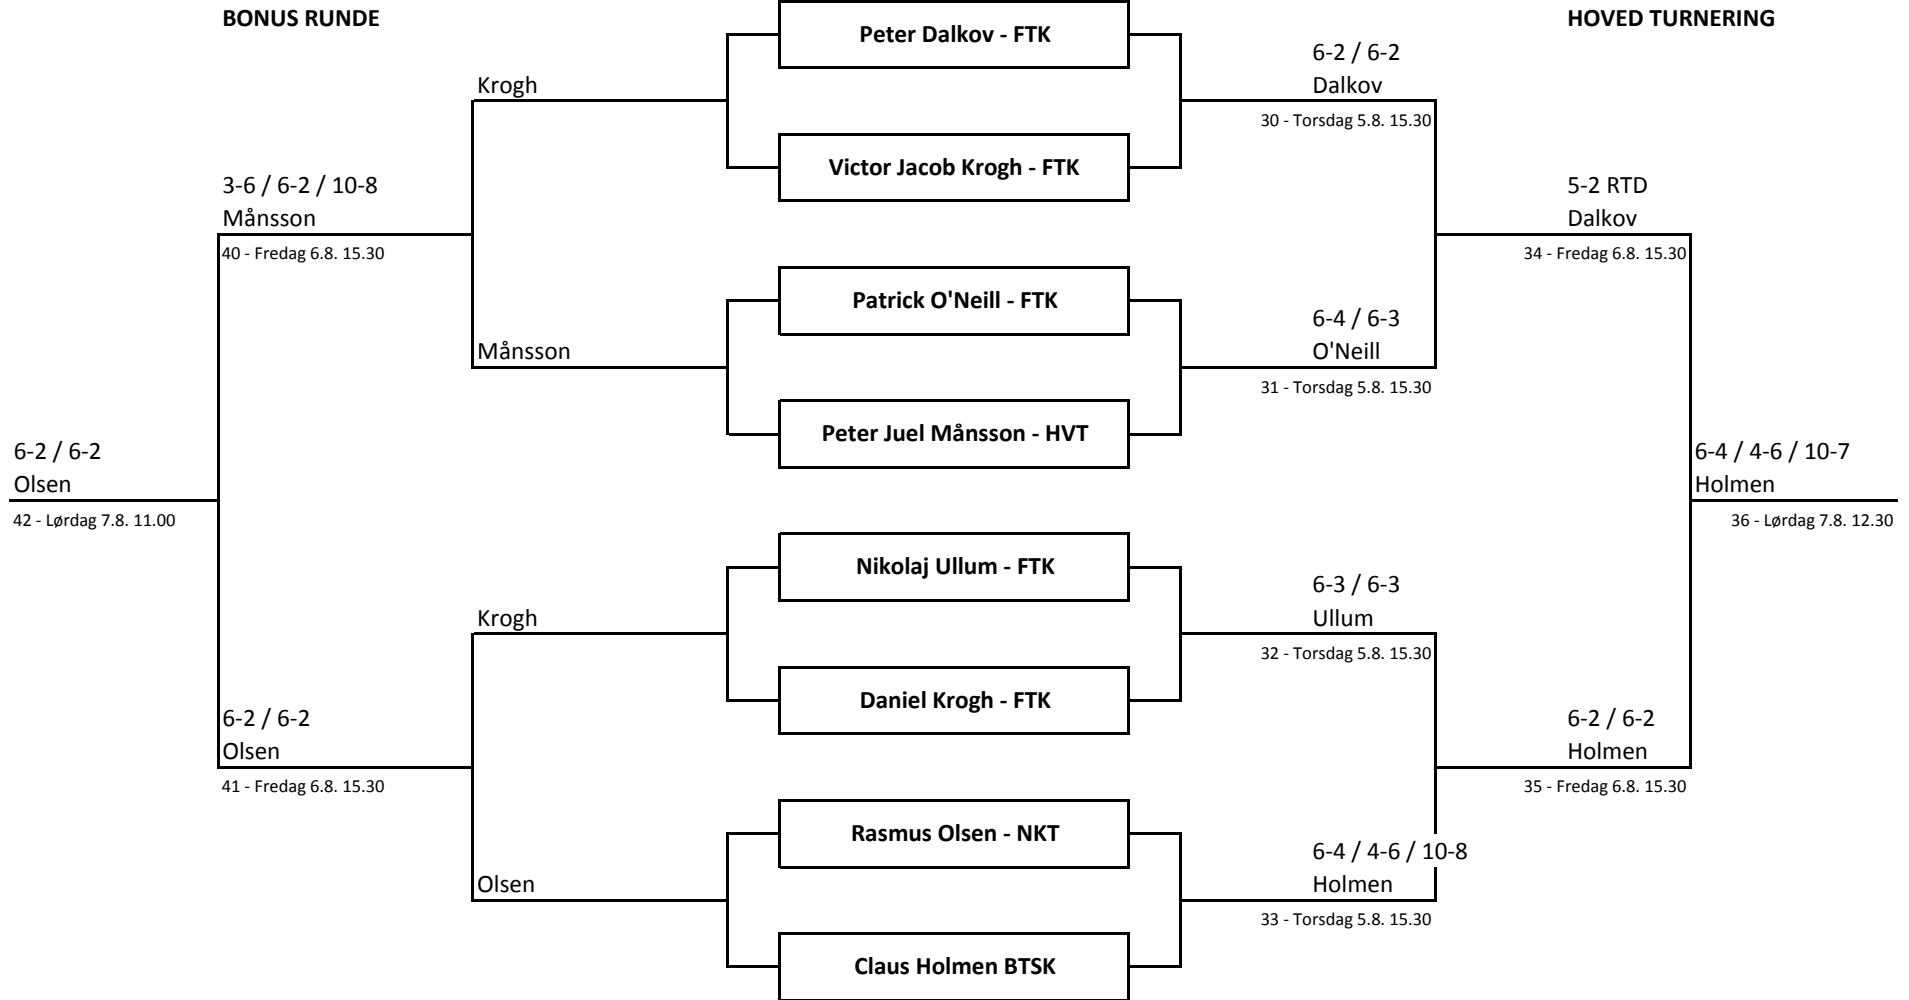 BONUS RUNDE
HOVED TURNERING
Peter Dalkov - FTK
6-2 / 6-2
Krogh
Dalkov
30 - Torsdag 5.8. 15.30
Victor Jacob Krogh - FTK
3-6 / 6-2 / 10-8
5-2 RTD
Månsson
Dalkov
40 - Fredag 6.8. 15.30
34 - Fredag 6.8. 15.30
Patrick O'Neill - FTK
6-4 / 6-3
Månsson
O'Neill
31 - Torsdag 5.8. 15.30
Peter Juel Månsson - HVT
6-2 / 6-2
6-4 / 4-6 / 10-7
Olsen
Holmen
42 - Lørdag 7.8. 11.00
36 - Lørdag 7.8. 12.30
Nikolaj Ullum - FTK
6-3 / 6-3
Krogh
Ullum
32 - Torsdag 5.8. 15.30
Daniel Krogh - FTK
6-2 / 6-2
6-2 / 6-2
Olsen
Holmen
41 - Fredag 6.8. 15.30
35 - Fredag 6.8. 15.30
Rasmus Olsen - NKT
6-4 / 4-6 / 10-8
Olsen
Holmen
33 - Torsdag 5.8. 15.30
Claus Holmen BTSK